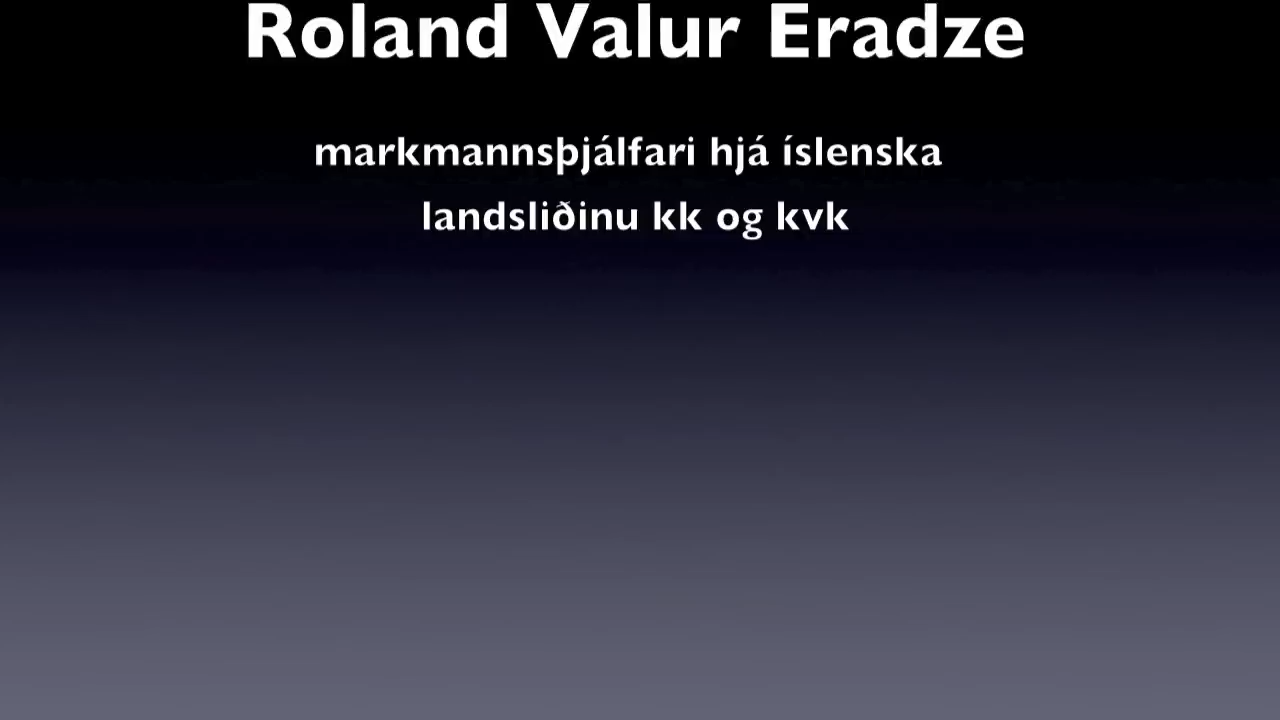 Roland Valur Eradze
markmannsþjálfari hjá íslenska
landsliðinu kk og kvk